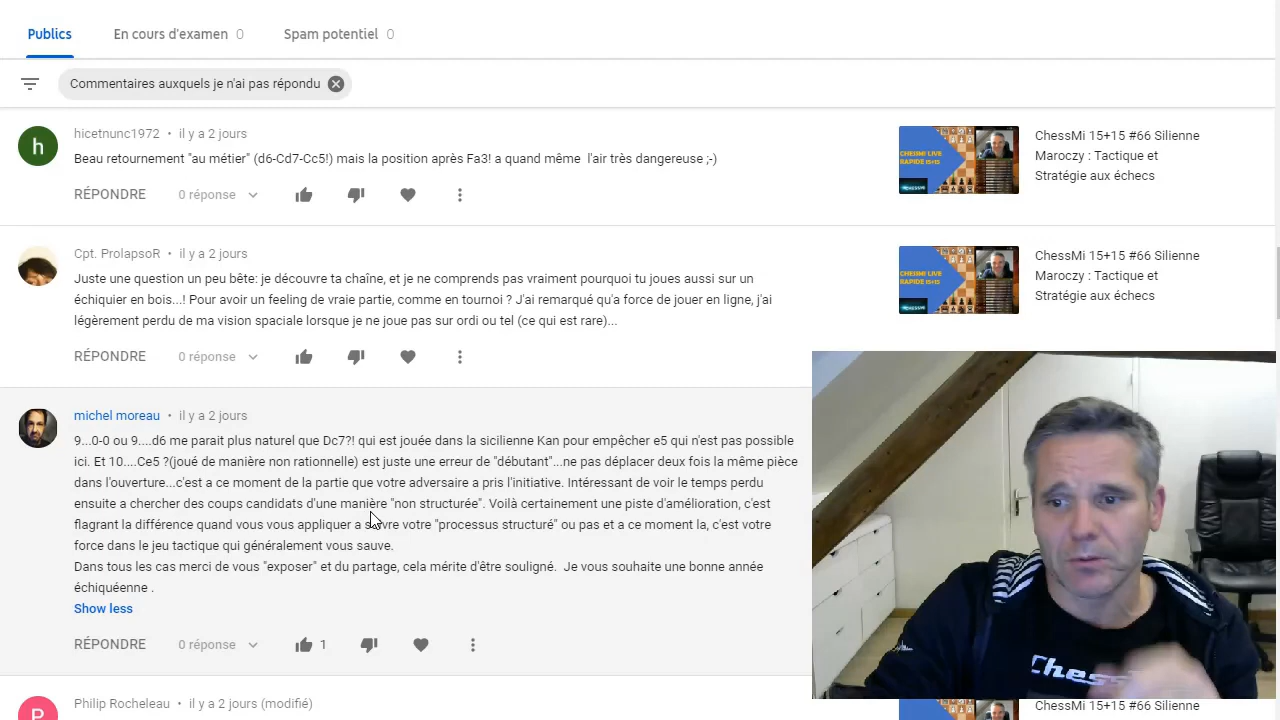 Publics
En cours d'examen 0
Spam potentiel 0
Commentaires auxquels je n'ai pas répondu
h
hicetnunc1972 • il y a 2 jours
Beau retournement "au métier" (d5-Cd7-Cc5!) mais la position après Fa3! a quand même l'air très dangereuse ;-)
RÉPONDRE 0 réponse
CHESSMI LIVE
RAPIDE 15+15
ChessMi 15+15 #66 Silienne
Maroczy : Tactique et
Stratégie aux échecs
Cpt. ProlapsoR • il y a 2 jours
Juste une question un peu bate je découvre ta chaîne, et je ne comprends pas vraiment pourquoi tu joues aussi sur un
échiquier en bois...! Pour avoir un feeling de vraie partie, comme en tournoi ? J'ai remarqué qu'a force de jouer en ligne, j'ai
légèrement perdu de ma vision spatiale lorsque je ne joue pas sur ordi ou tel (ce qui est rare)...
RÉPONDRE 0 réponse
CHESSMI LIVE
RAPIDE 15+15
ChessMi 15+15 #66 Silienne
Maroczy : Tactique et
Stratégie aux échecs
michel moreau • il y a 2 jours
9...0-0 ou 9....d6 me parait plus naturel que Dc7?! qui est jouée dans la sicilienne Kan pour empêcher e5 qui n'est pas possible
ici. Et 10....Ce5 ?(joué de manière non rationnelle) est juste une erreur de "débutant"...ne pas déplacer deux fois la même pièce
dans l'ouverture...c'est a ce moment de la partie que votre adversaire a pris l'initiative. Intéressant de voir le temps perdu
ensuite a chercher des coups candidats d'une manière "non structurée". Voilà certainement une piste d'amélioration, c'est
flagrant la différence quand vous vous appliquer a suivre votre "processus structuré" ou pas et a ce moment la, c'est votre
force dans le jeu tactique qui généralement vous sauve.
Dans tous les cas merci de vous "exposer" et du partage, cela mérite d'être souligné. Je vous souhaite une bonne année
échiquéenne .
Show less
RÉPONDRE 0 réponse 1
Chess
P
Philip Rocheleau • il y a 2 jours (modifié)
ChessMi 15+15 #66 Silienne